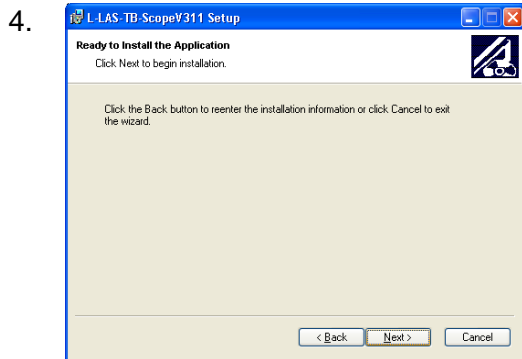 4.
L-LAS-TB-ScopeV311 Setup
Ready to Install the Application
Click Next to begin installation.
Click the Back button to reenter the installation information or click Cancel to exit
the wizard.
< Back Next > Cancel